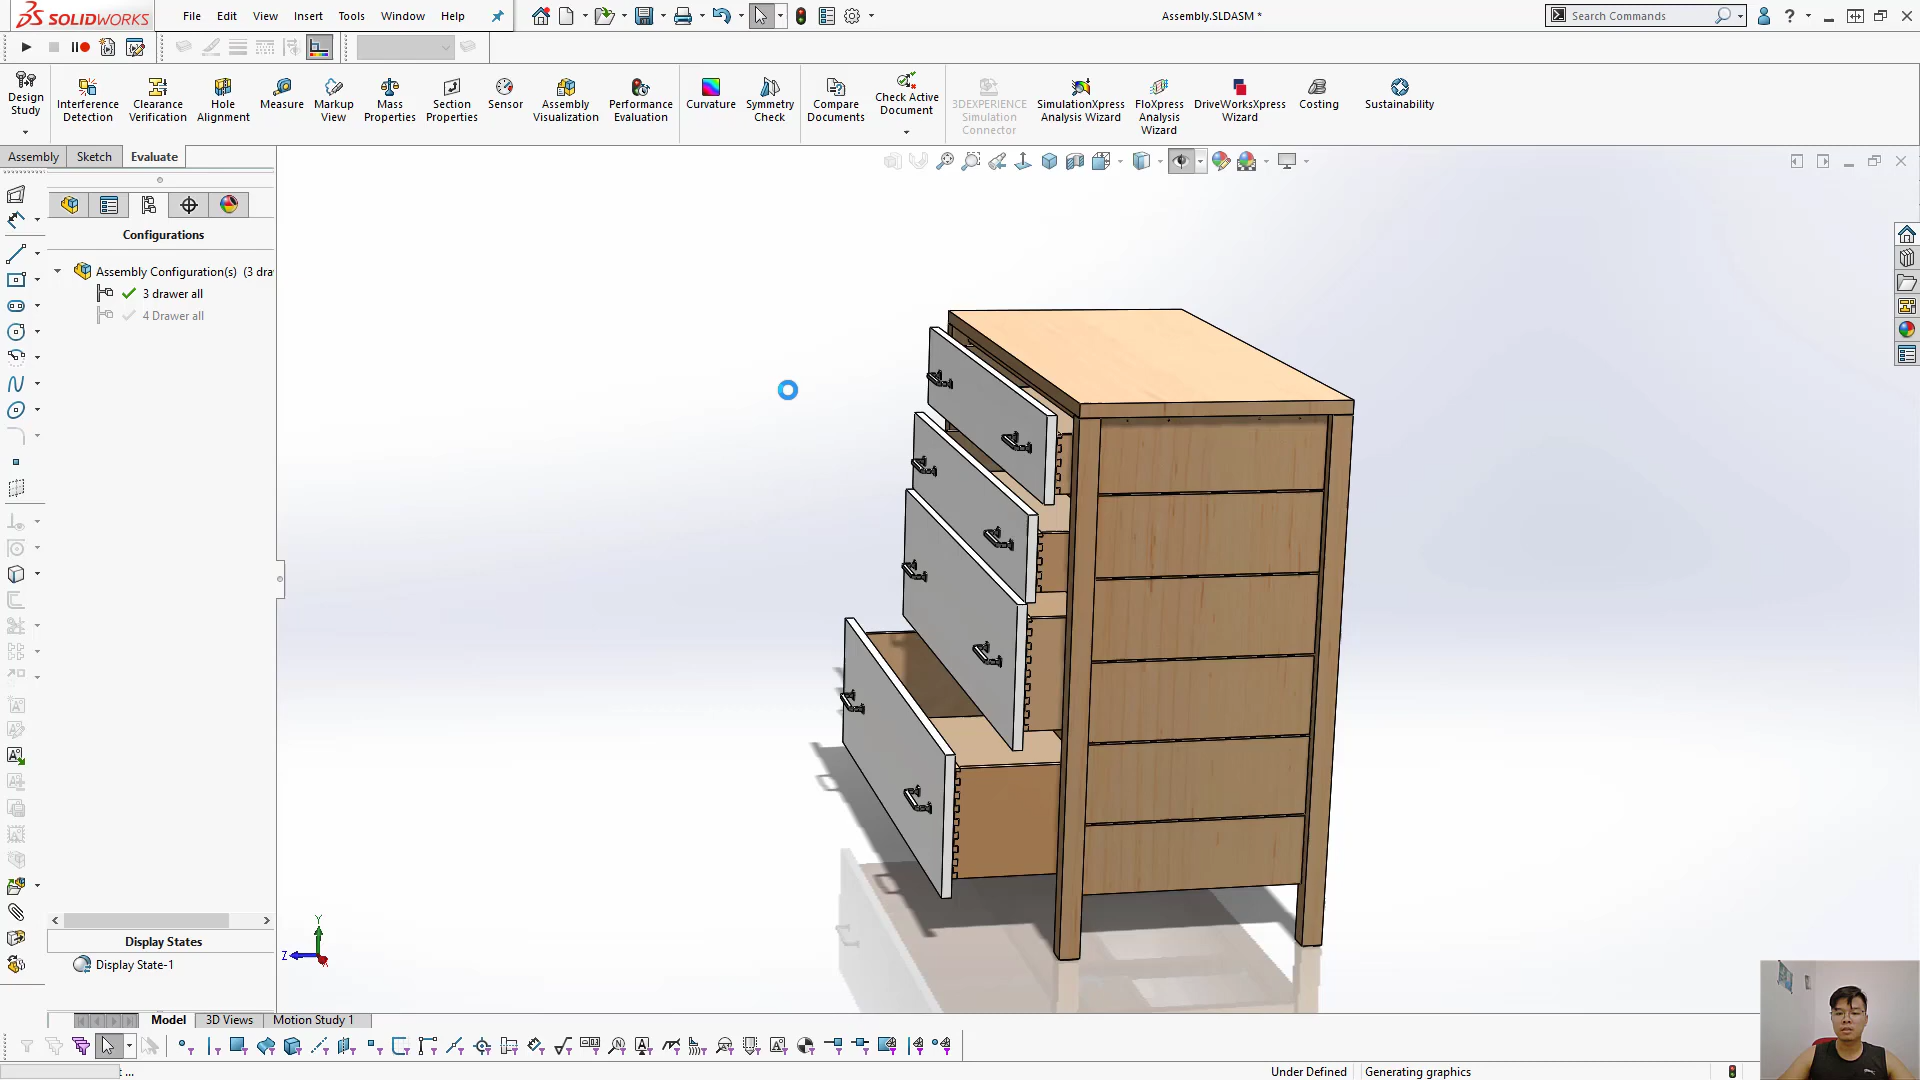 SOLIDWORKS File Edit View Insert Tools Window Help Assembly.SLDASM * Search Commands
Design Study
Interference Detection
Clearance Verification
Hole Alignment
Measure
Markup View
Mass Properties
Section Properties
Sensor
Assembly Visualization
Performance Evaluation
Curvature
Symmetry Check
Compare Documents
Check Active Document
3DEXPERIENCE Simulation Connector
SimulationXpress Analysis Wizard
FloXpress Analysis Wizard
DriveWorksXpress Wizard
Costing
Sustainability
Assembly Sketch Evaluate
Configurations
Assembly Configuration(s) (3 dra
3 drawer all
4 Drawer all
Y
Z
Display States
Display State-1
Model 3D Views Motion Study 1
Under Defined Generating graphics